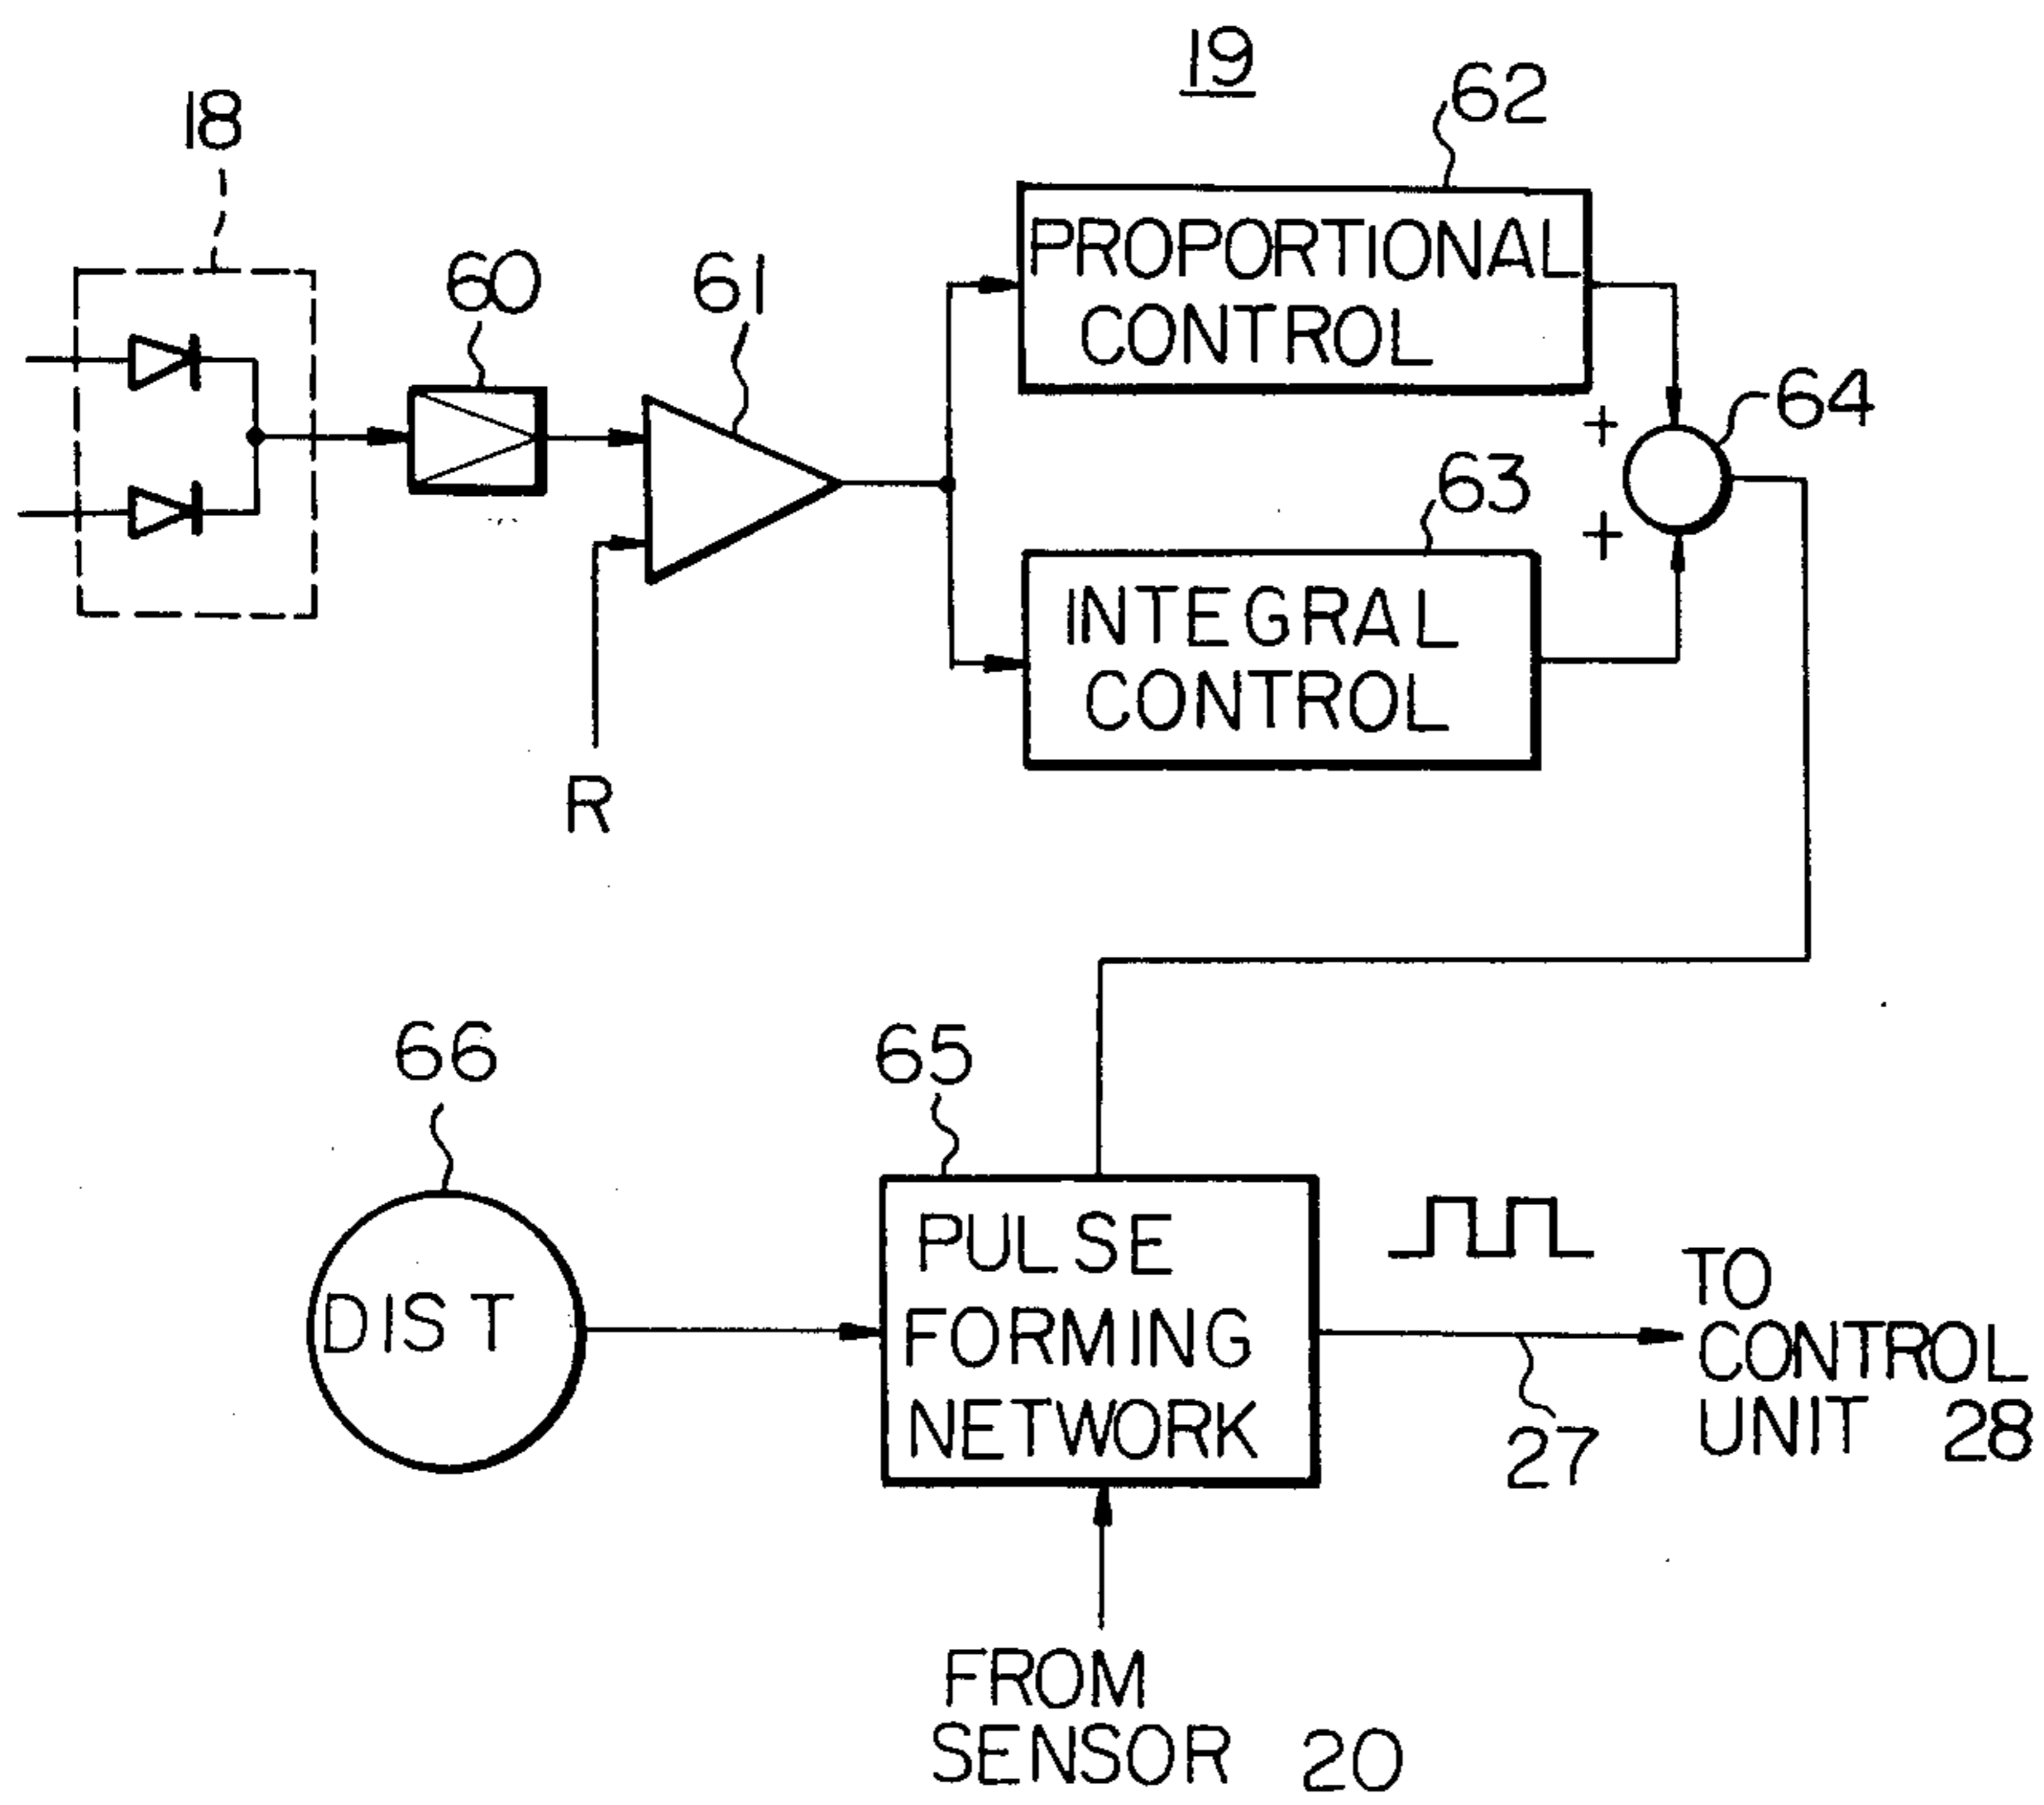 19
18
62
60
61
PROPORTIONAL
CONTROL
64
+
63
+
INTEGRAL
CONTROL
R
66
65
DIST
PULSE
FORMING
NETWORK
TO
CONTROL
UNIT 28
27
FROM
SENSOR 20